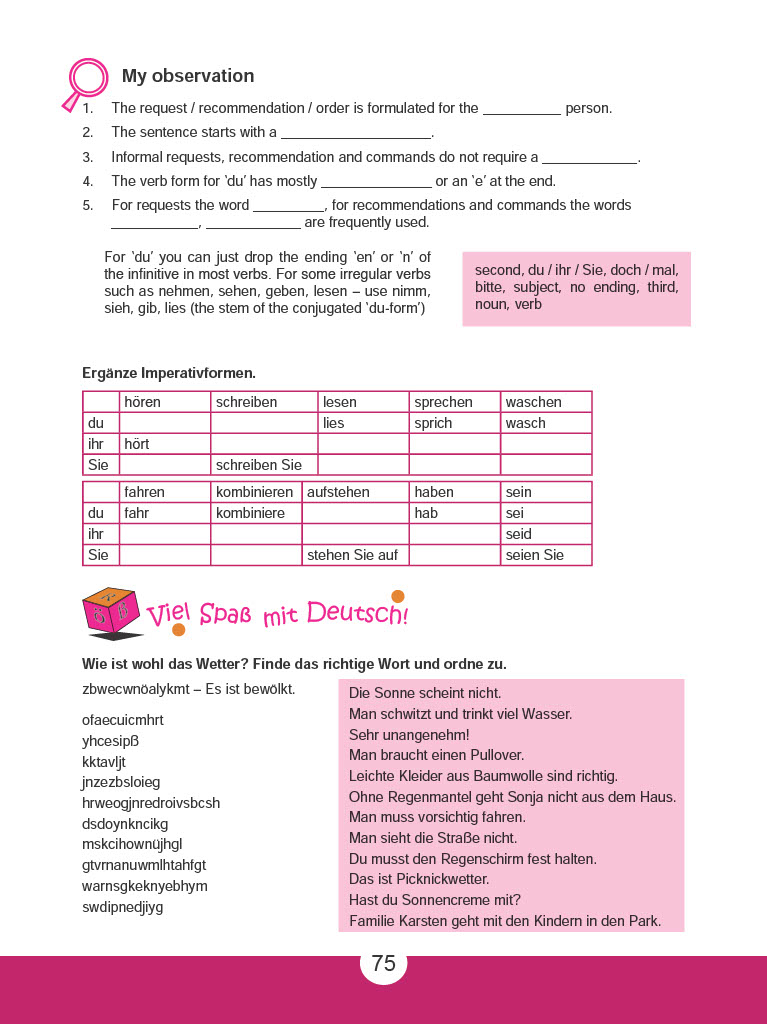 My observation
1. The request / recommendation / order is formulated for the __________ person.
2. The sentence starts with a ___________________.
3. Informal requests, recommendation and commands do not require a ____________.
4. The verb form for 'du' has mostly ______________ or an 'e' at the end.
5. For requests the word _________, for recommendations and commands the words
___________, ____________ are frequently used.
For 'du' you can just drop the ending 'en' or 'n' of
the infinitive in most verbs. For some irregular verbs
such as nehmen, sehen, geben, lesen – use nimm,
sieh, gib, lies (the stem of the conjugated 'du-form')
second, du / ihr / Sie, doch / mal,
bitte, subject, no ending, third,
noun, verb
Ergänze Imperativformen.
hören schreiben lesen sprechen waschen
du lies sprich wasch
ihr hört
Sie schreiben Sie
fahren kombinieren aufstehen haben sein
du fahr kombiniere hab sei
ihr seid
Sie stehen Sie auf seien Sie
Viel Spaß mit Deutsch!
Wie ist wohl das Wetter? Finde das richtige Wort und ordne zu.
zbwecwnöalykmt – Es ist bewölkt.
ofaecuicmhrt
yhcesipß
kktavljt
jnzezbsloieg
hrweogjnredroivsbcsh
dsdoynkncikg
mskcihownüjhgl
gtvrnanuwmlhtahfgt
warnsgkeknyebhym
swdipnedjiyg
Die Sonne scheint nicht.
Man schwitzt und trinkt viel Wasser.
Sehr unangenehm!
Man braucht einen Pullover.
Leichte Kleider aus Baumwolle sind richtig.
Ohne Regenmantel geht Sonja nicht aus dem Haus.
Man muss vorsichtig fahren.
Man sieht die Straße nicht.
Du musst den Regenschirm fest halten.
Das ist Picknickwetter.
Hast du Sonnencreme mit?
Familie Karsten geht mit den Kindern in den Park.
75